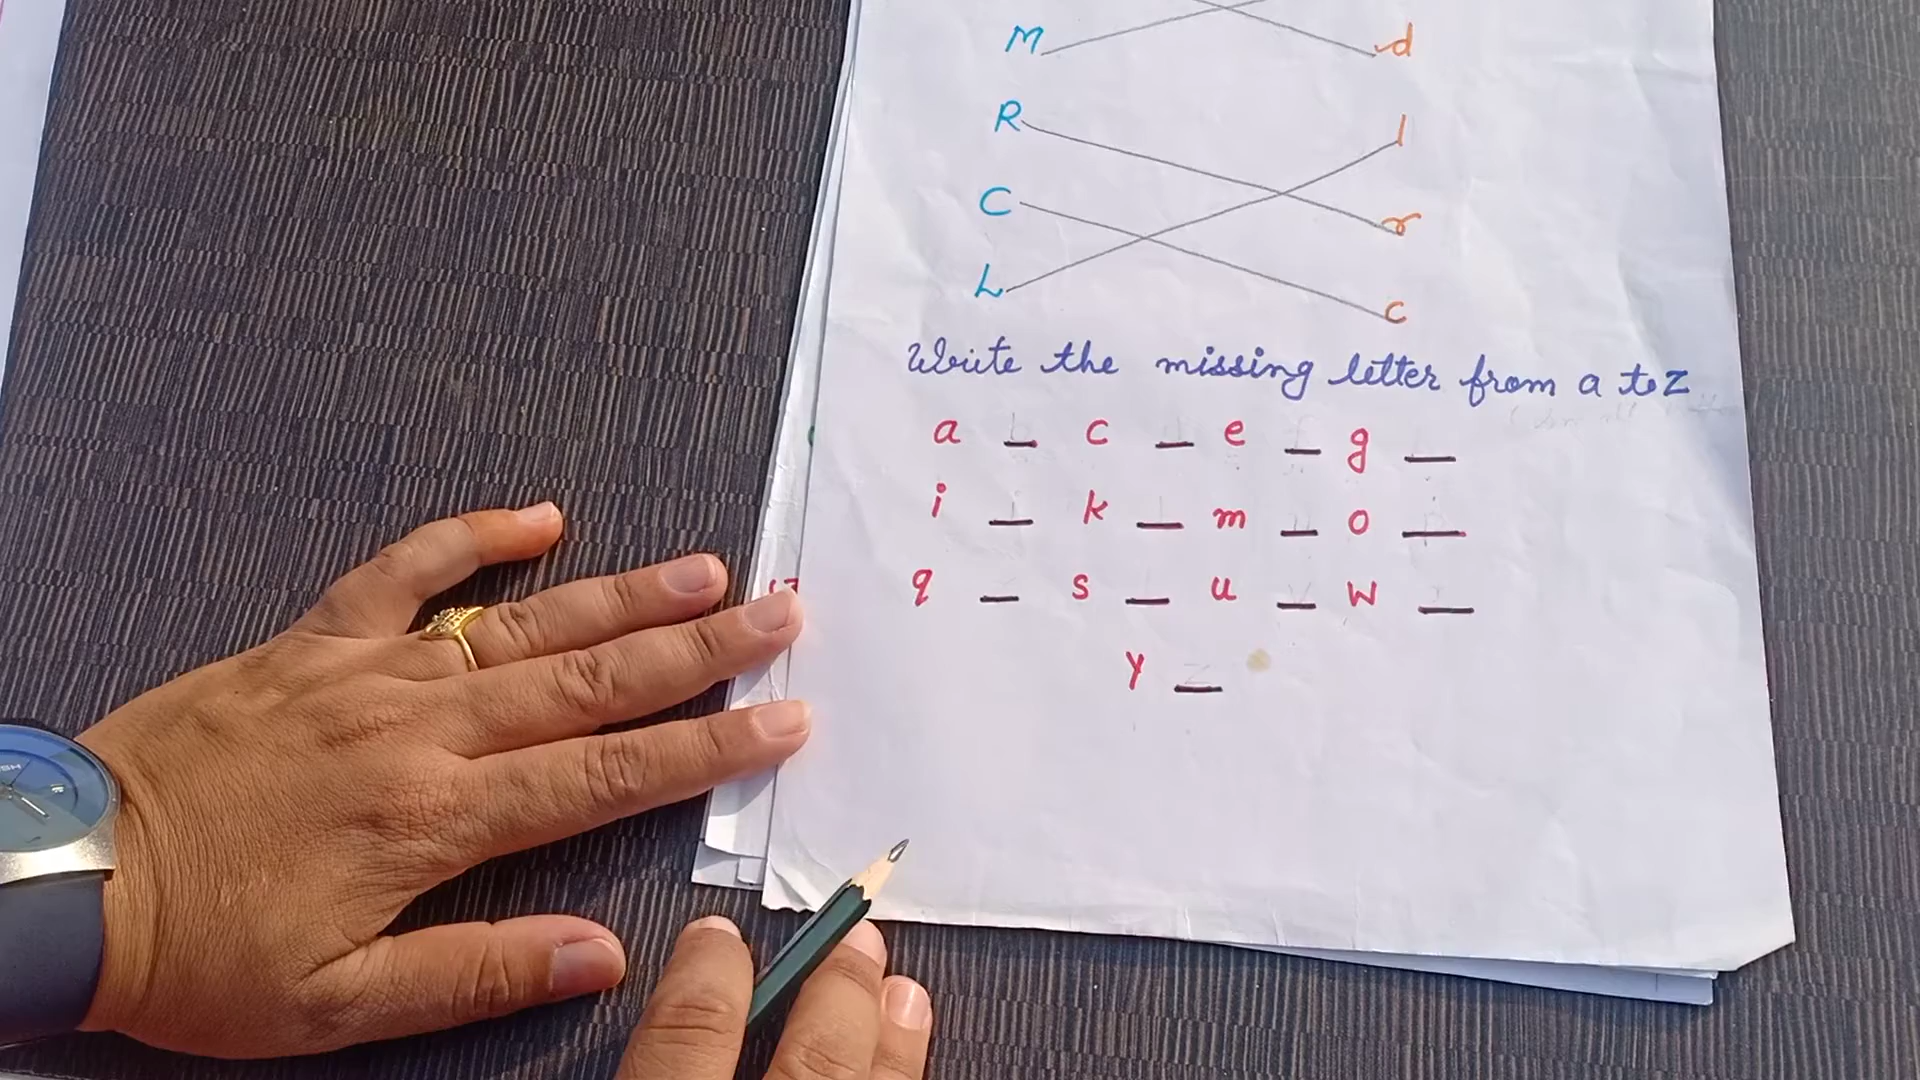 M d
R l
C r
L c
Write the missing letter from a to z
a _ c _ e _ g _
i _ k _ m _ o _
q _ s _ u _ w _
y _